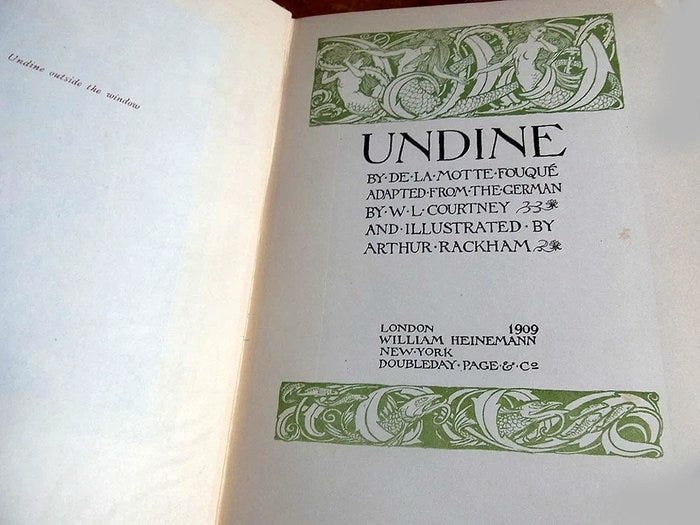 Undine outside the window
UNDINE
BY·DE·LA·MOTTE·FOUQUÉ
ADAPTED·FROM·THE·GERMAN
BY·W·L·COURTNEY
AND·ILLUSTRATED·BY
ARTHUR·RACKHAM
LONDON 1909
WILLIAM HEINEMANN
NEW·YORK
DOUBLEDAY·PAGE·&·Co